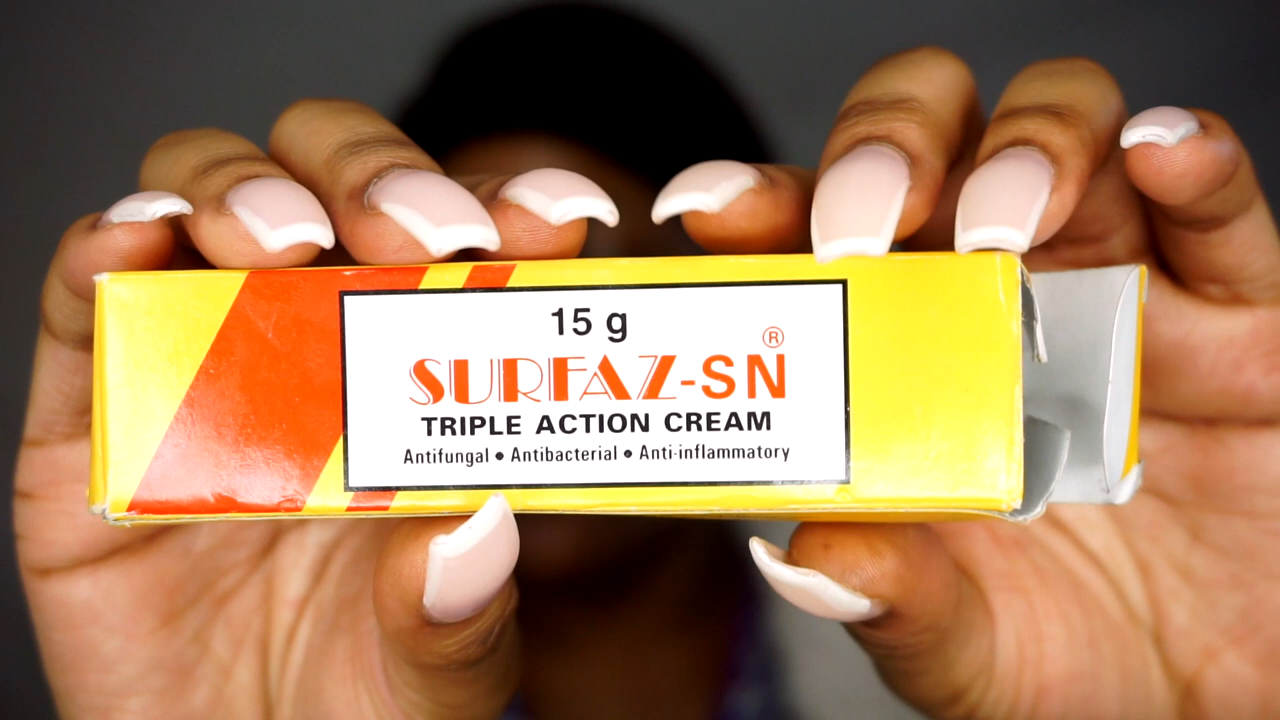 15 g
SURFAZ-SN®
TRIPLE ACTION CREAM
Antifungal • Antibacterial • Anti-inflammatory